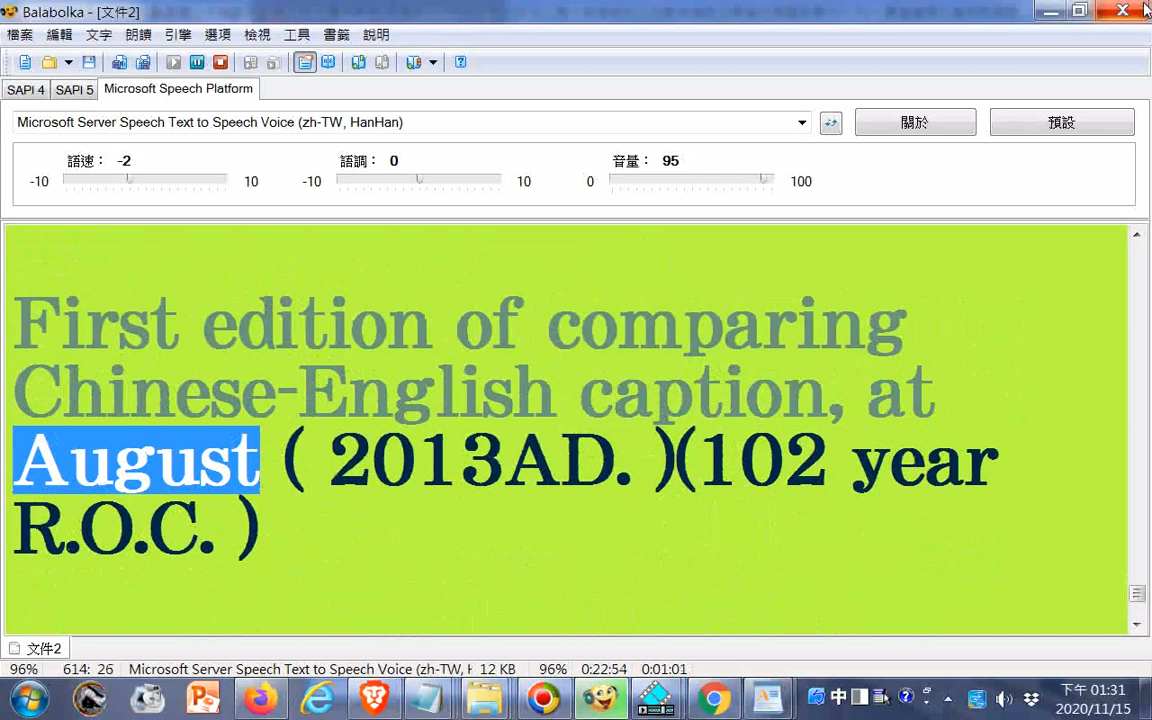 Balabolka - [文件2]
檔案 編輯 文字 朗讀 引擎 選項 檢視 工具 書籤 說明
SAPI 4 SAPI 5 Microsoft Speech Platform
Microsoft Server Speech Text to Speech Voice (zh-TW, HanHan) 關於 預設
語速： -2 語調： 0 音量： 95
-10 10 -10 10 0 100
First edition of comparing
Chinese-English caption, at
August ( 2013AD. )(102 year
R.O.C. )
文件2
96% 614: 26 Microsoft Server Speech Text to Speech Voice (zh-TW, H 12 KB 96% 0:22:54 0:01:01
中 下午 01:31
2020/11/15